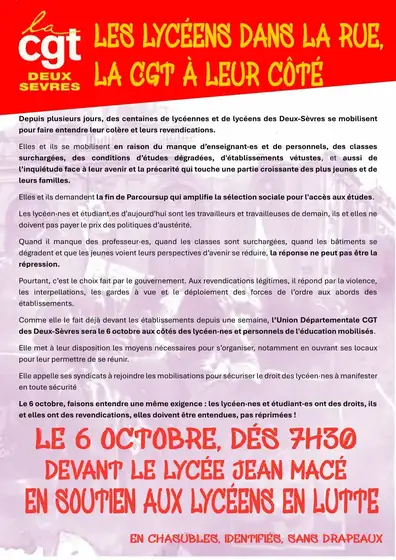 la
cgt
DEUX
SEVRES
LES LYCÉENS DANS LA RUE,
LA CGT À LEUR CÔTÉ
Depuis plusieurs jours, des centaines de lycéennes et de lycéens des Deux-Sèvres se mobilisent
pour faire entendre leur colère et leurs revendications.
Elles et ils se mobilisent en raison du manque d'enseignant·es et de personnels, des classes
surchargées, des conditions d'études dégradées, d'établissements vétustes, et aussi de
l'inquiétude face à leur avenir et la précarité qui touche une partie croissante des plus jeunes et de
leurs familles.
Elles et ils demandent la fin de Parcoursup qui amplifie la sélection sociale pour l'accès aux études.
Les lycéen·nes et étudiant.es d'aujourd'hui sont les travailleurs et travailleuses de demain, ils et elles ne
doivent pas payer le prix des politiques d'austérité.
Quand il manque des professeur·es, quand les classes sont surchargées, quand les bâtiments se
dégradent et que les jeunes voient leurs perspectives d'avenir se réduire, la réponse ne peut pas être la
répression.
Pourtant, c'est le choix fait par le gouvernement. Aux revendications légitimes, il répond par la violence,
les interpellations, les gardes à vue et le déploiement des forces de l'ordre aux abords des
établissements.
Comme elle le fait déjà devant les établissements depuis une semaine, l'Union Départementale CGT
des Deux-Sèvres sera le 6 octobre aux côtés des lycéen·nes et personnels de l'éducation mobilisés.
Elle met à leur disposition les moyens nécessaires pour s'organiser, notamment en ouvrant ses locaux
pour leur permettre de se réunir.
Elle appelle ses syndicats à rejoindre les mobilisations pour sécuriser le droit des lycéen·nes à manifester
en toute sécurité
Le 6 octobre, faisons entendre une même exigence : les lycéen·nes et étudiant·es ont des droits, ils
et elles ont des revendications, elles doivent être entendues, pas réprimées !
LE 6 OCTOBRE, DÉS 7H30
DEVANT LE LYCÉE JEAN MACÉ
EN SOUTIEN AUX LYCÉENS EN LUTTE
EN CHASUBLES, IDENTIFIÉS, SANS DRAPEAUX